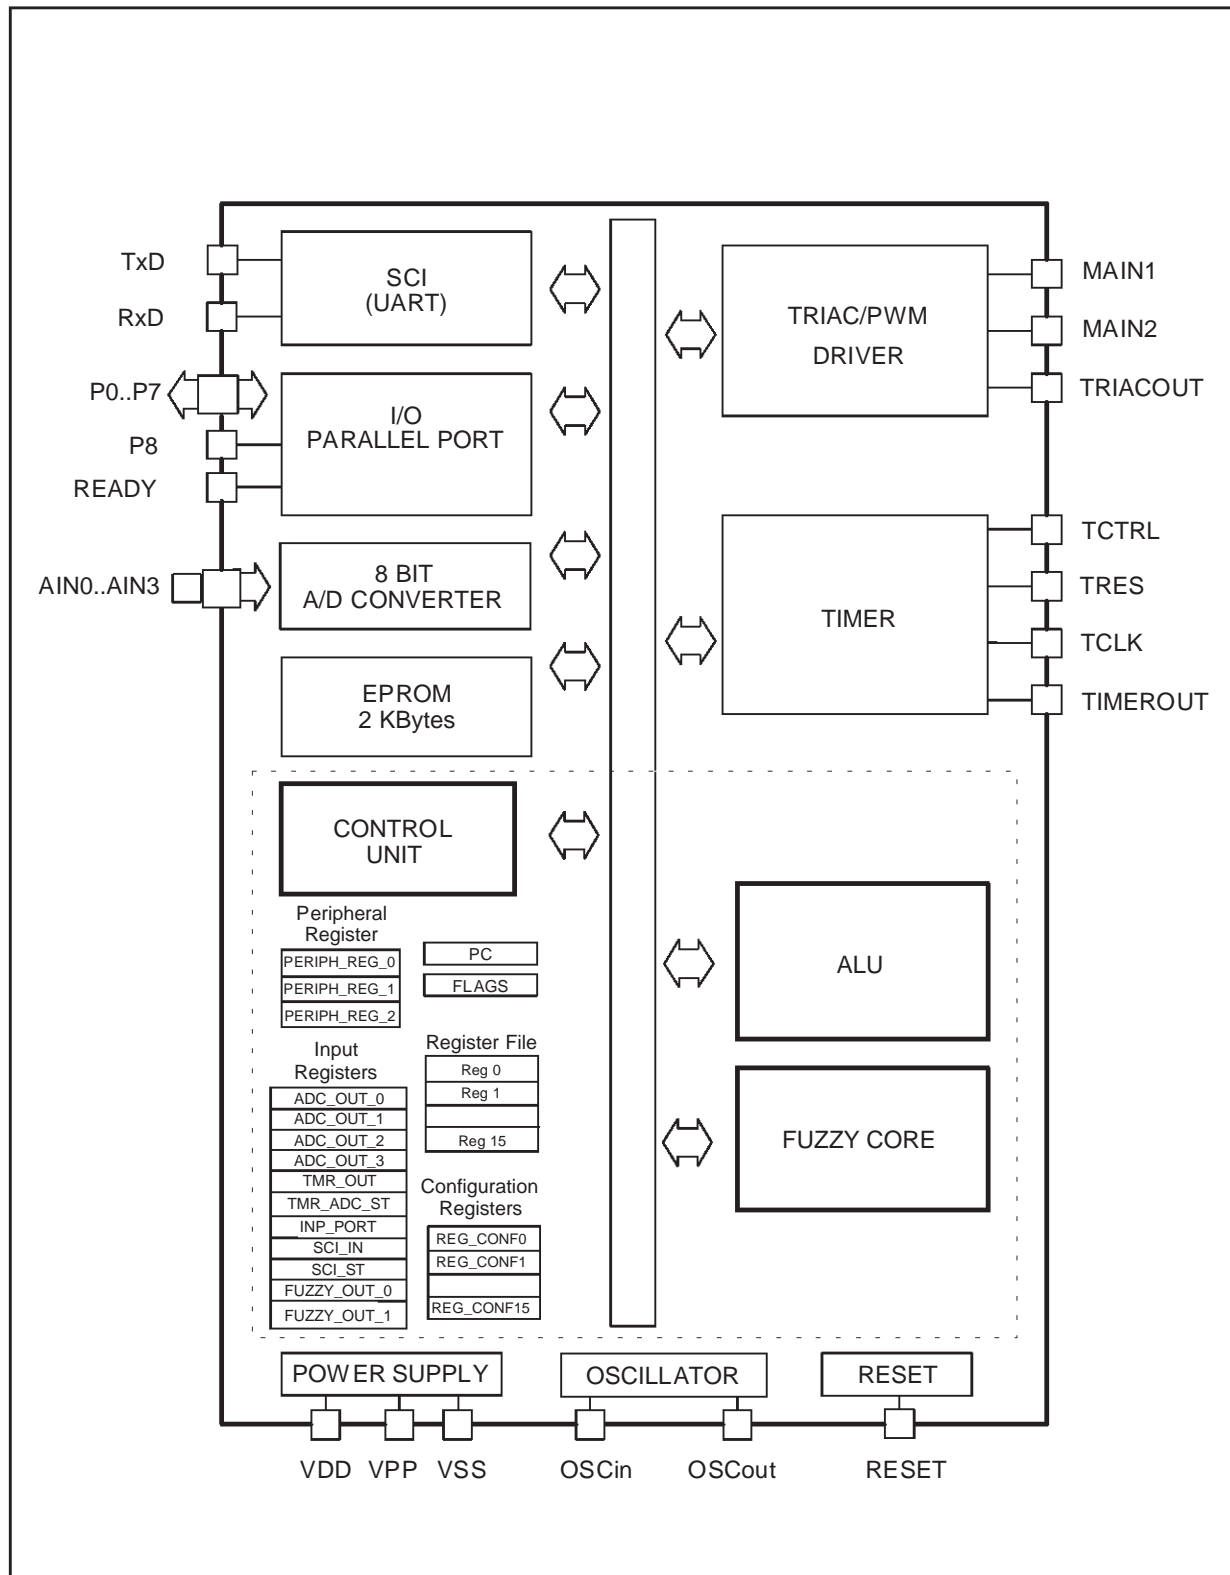 TxD
RxD
P0..P7
P8
READY
AIN0..AIN3
SCI
(UART)
I/O
PARALLEL PORT
8 BIT
A/D CONVERTER
EPROM
2 KBytes
TRIAC/PWM
DRIVER
MAIN1
MAIN2
TRIACOUT
TIMER
TCTRL
TRES
TCLK
TIMEROUT
CONTROL
UNIT
Peripheral
Register
PERIPH_REG_0
PERIPH_REG_1
PERIPH_REG_2
PC
FLAGS
Input
Registers
ADC_OUT_0
ADC_OUT_1
ADC_OUT_2
ADC_OUT_3
TMR_OUT
TMR_ADC_ST
INP_PORT
SCI_IN
SCI_ST
FUZZY_OUT_0
FUZZY_OUT_1
Register File
Reg 0
Reg 1
Reg 15
Configuration
Registers
REG_CONF0
REG_CONF1
REG_CONF15
ALU
FUZZY CORE
POWER SUPPLY
OSCILLATOR
RESET
VDD
VPP
VSS
OSCin
OSCout
RESET